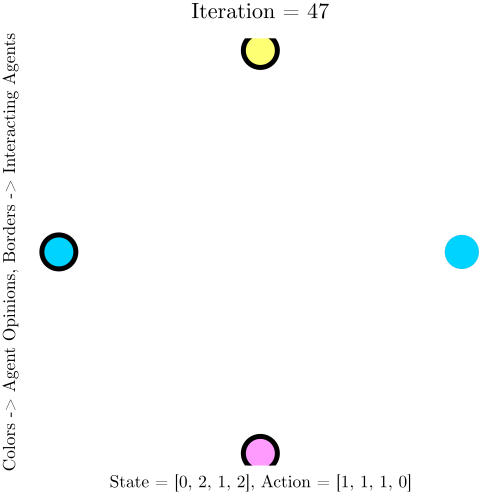 Iteration = 47
Colors -> Agent Opinions, Borders -> Interacting Agents
State = [0, 2, 1, 2], Action = [1, 1, 1, 0]